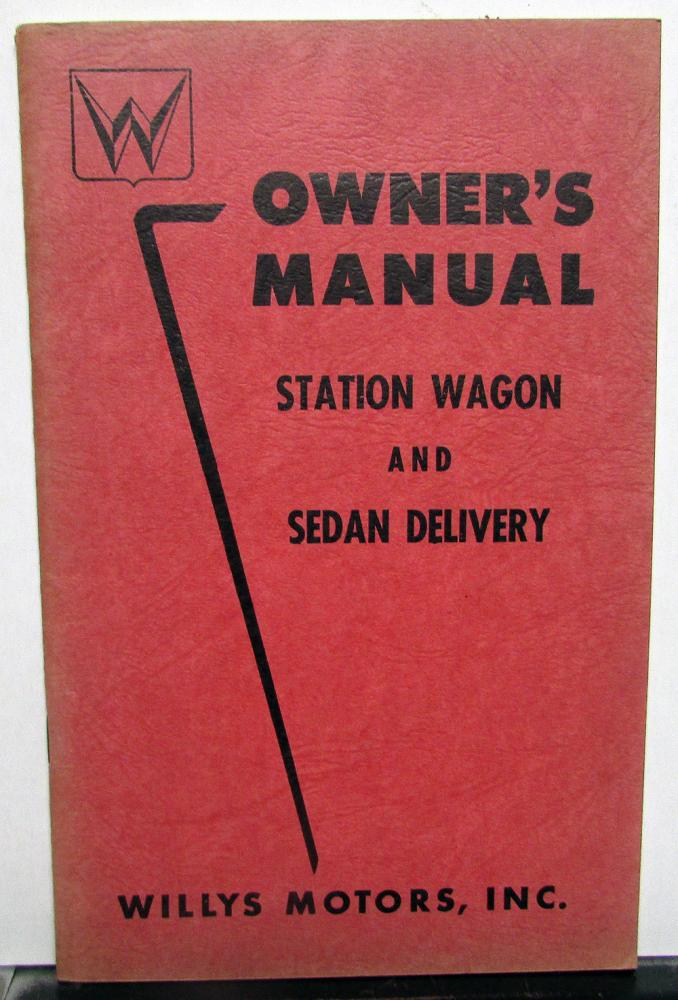 W
OWNER'S
MANUAL
STATION WAGON
AND
SEDAN DELIVERY
WILLYS MOTORS, INC.